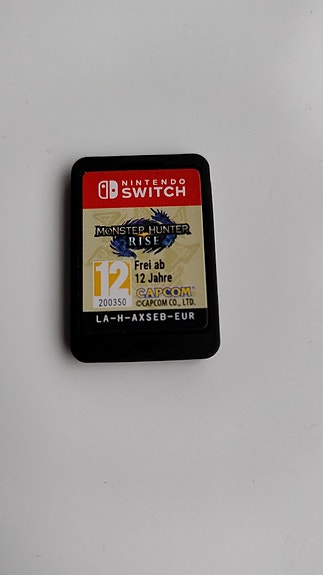 NINTENDO
SWITCH
MONSTER HUNTER
RISE
12
200350
Frei ab
12 Jahre
CAPCOM
©CAPCOM CO., LTD.
LA-H-AXSEB-EUR